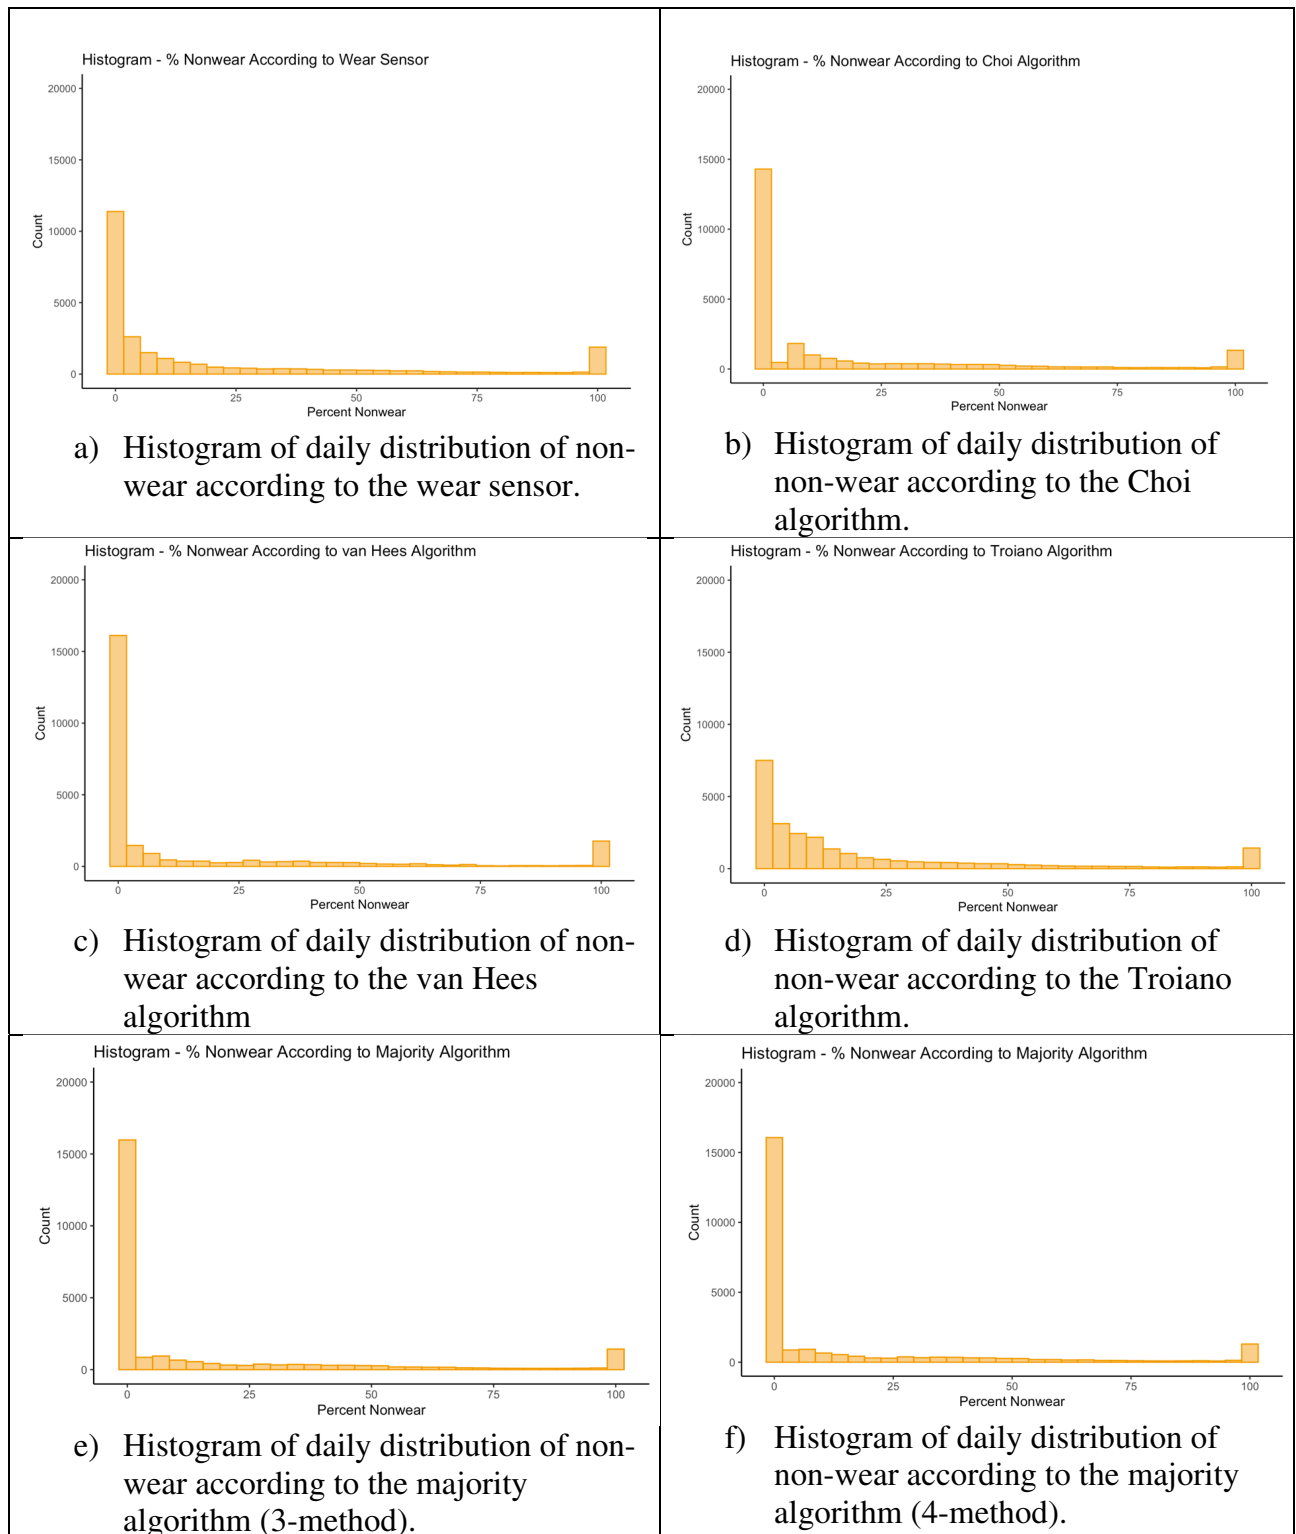 Histogram - % Nonwear According to Wear Sensor
20000
15000
10000
5000
0
Count
0 25 50 75 100
Percent Nonwear
a) Histogram of daily distribution of non-
wear according to the wear sensor.
Histogram - % Nonwear According to Choi Algorithm
20000
15000
10000
5000
0
Count
0 25 50 75 100
Percent Nonwear
b) Histogram of daily distribution of
non-wear according to the Choi
algorithm.
Histogram - % Nonwear According to van Hees Algorithm
20000
15000
10000
5000
0
Count
0 25 50 75 100
Percent Nonwear
c) Histogram of daily distribution of non-
wear according to the van Hees
algorithm
Histogram - % Nonwear According to Troiano Algorithm
20000
15000
10000
5000
0
Count
0 25 50 75 100
Percent Nonwear
d) Histogram of daily distribution of
non-wear according to the Troiano
algorithm.
Histogram - % Nonwear According to Majority Algorithm
20000
15000
10000
5000
0
Count
0 25 50 75 100
Percent Nonwear
e) Histogram of daily distribution of non-
wear according to the majority
algorithm (3-method).
Histogram - % Nonwear According to Majority Algorithm
20000
15000
10000
5000
0
Count
0 25 50 75 100
Percent Nonwear
f) Histogram of daily distribution of
non-wear according to the majority
algorithm (4-method).